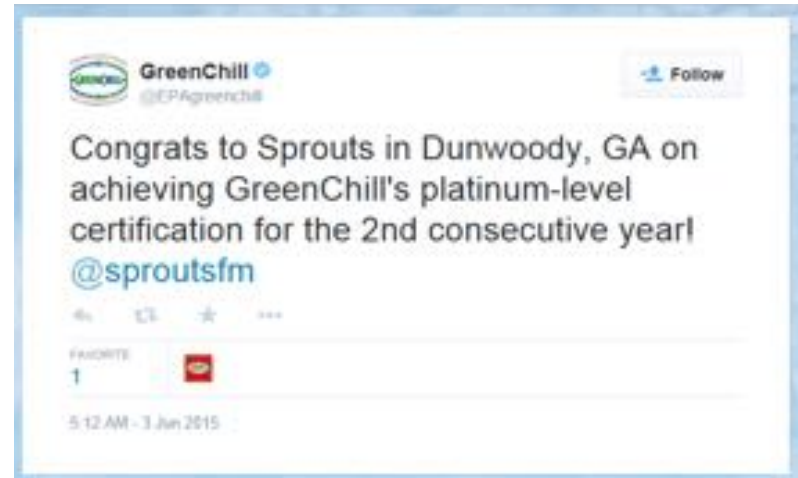 GreenChill
@EPAgreenchill
Follow
Congrats to Sprouts in Dunwoody, GA on
achieving GreenChill's platinum-level
certification for the 2nd consecutive year!
@sproutsfm
FAVORITE
1
5:12 AM - 3 Jun 2015